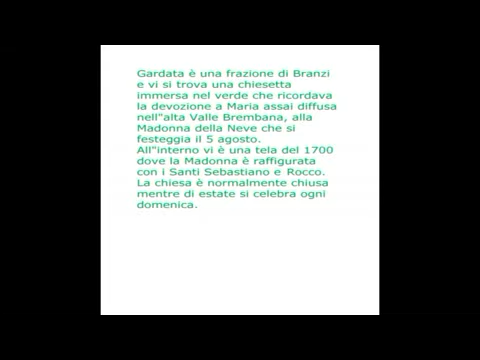 Gardata è una frazione di Branzi
e vi si trova una chiesetta
immersa nel verde che ricordava
la devozione a Maria assai diffusa
nell"alta Valle Brembana, alla
Madonna della Neve che si
festeggia il 5 agosto.
All"interno vi è una tela del 1700
dove la Madonna è raffigurata
con i Santi Sebastiano e Rocco.
La chiesa è normalmente chiusa
mentre di estate si celebra ogni
domenica.